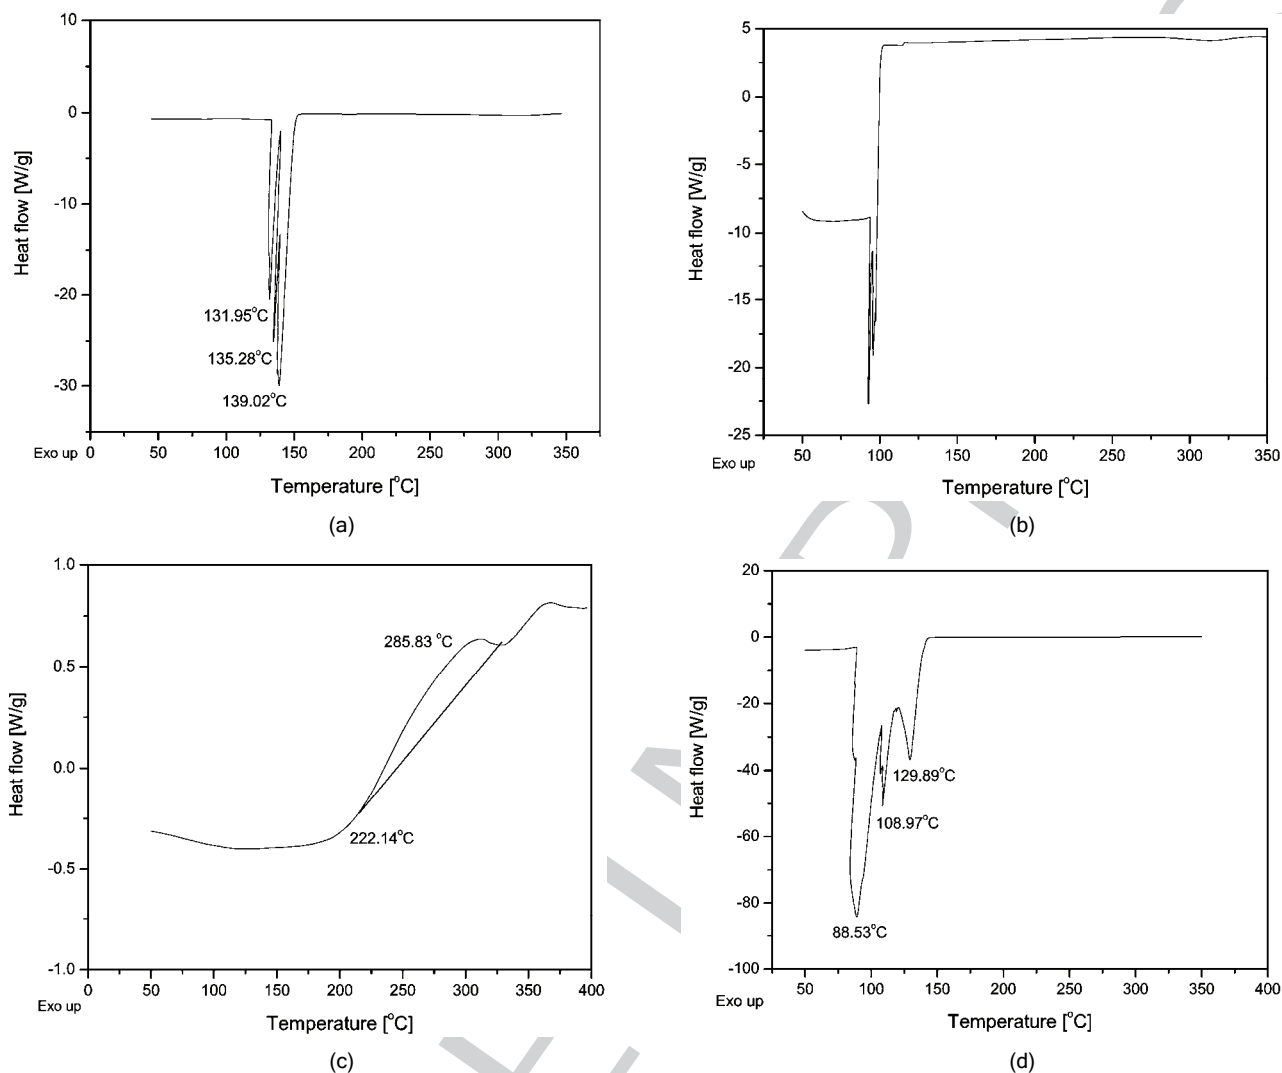 10
0
-10
-20
-30
Heat flow [W/g]
131.95°C
135.28°C
139.02°C
Exo up
0 50 100 150 200 250 300 350
Temperature [°C]
(a)
5
0
-5
-10
-15
-20
-25
Heat flow [W/g]
Exo up
50 100 150 200 250 300 350
Temperature [°C]
(b)
1.0
0.5
0.0
-0.5
-1.0
Heat flow [W/g]
285.83 °C
222.14°C
Exo up
0 50 100 150 200 250 300 350 400
Temperature [°C]
(c)
20
0
-20
-40
-60
-80
-100
Heat flow [W/g]
129.89°C
108.97°C
88.53°C
Exo up
50 100 150 200 250 300 350 400
Temperature [°C]
(d)